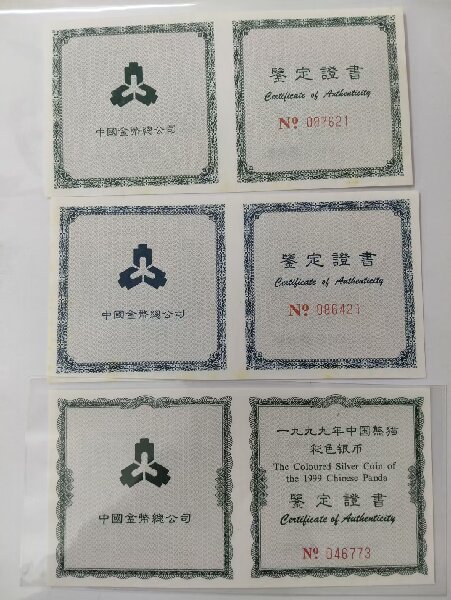 中國金幣總公司
鑒定證書
Certificate of Authenticity
Nº 087621
中國金幣總公司
鑒定證書
Certificate of Authenticity
Nº 086421
中國金幣總公司
一九九九年中国熊猫
彩色银币
The Coloured Silver Coin of
the 1999 Chinese Panda
鑒定證書
Certificate of Authenticity
Nº 046773